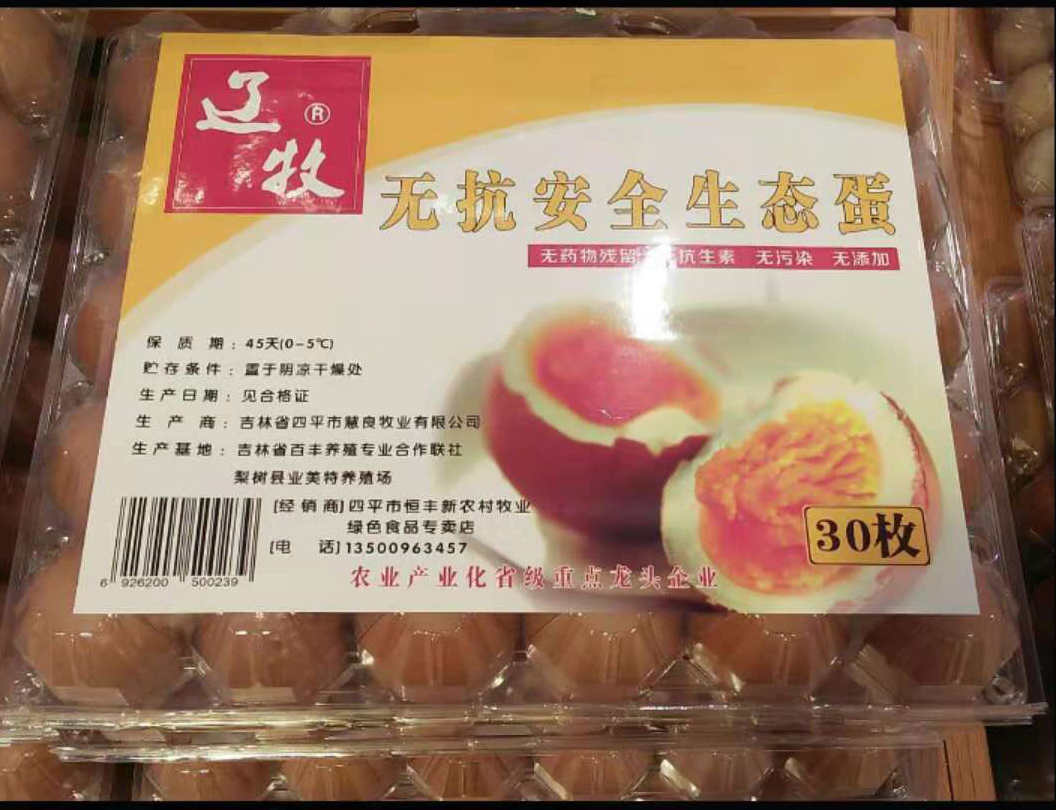 辽牧®
无抗安全生态蛋
无药物残留 抗生素 无污染 无添加
保质期：45天(0-5℃)
贮存条件：置于阴凉干燥处
生产日期：见合格证
生产商：吉林省四平市慧良牧业有限公司
生产基地：吉林省百丰养殖专业合作联社
梨树县业美特养殖场
[经销商]四平市恒丰新农村牧业
绿色食品专卖店
[电话]13500963457
30枚
6 926200 500239
农业产业化省级重点龙头企业